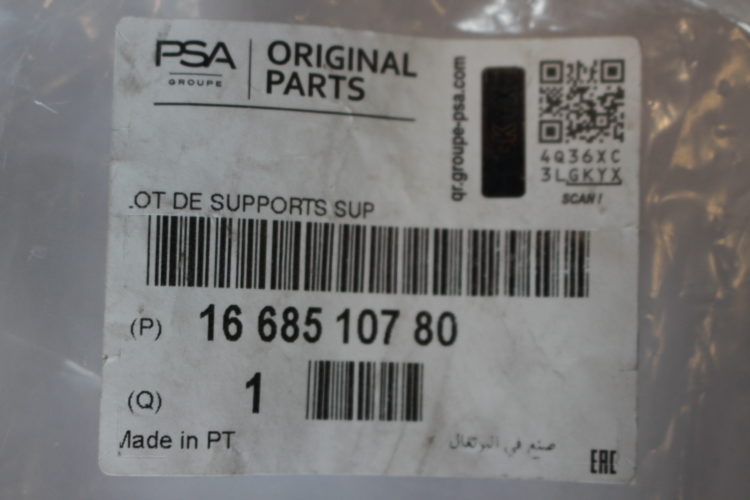 PSA
GROUPE
ORIGINAL
PARTS
qr.groupe-psa.com
4Q36XC
3LGKYX
SCAN!
LOT DE SUPPORTS SUP
(P) 16 685 107 80
(Q) 1
Made in PT
صنع في البرتغال
EAC